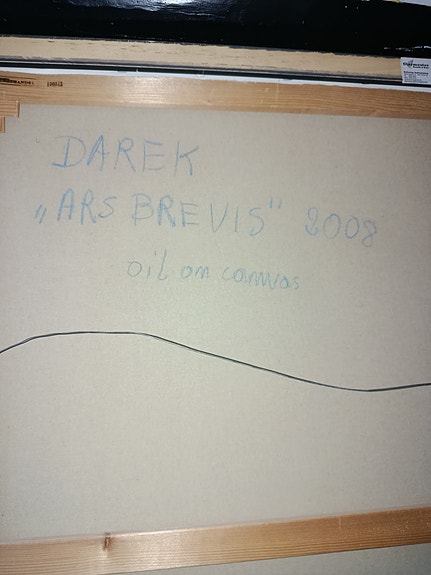 DAREK
„ARS BREVIS" 2008
oil on canvas